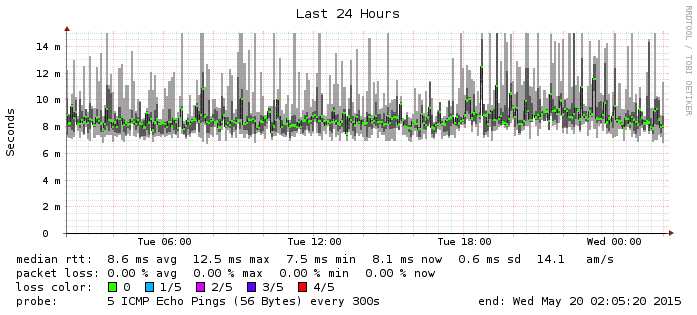 Last 24 Hours
RRDTOOL / TOBI OETIKER
Seconds
14 m
12 m
10 m
8 m
6 m
4 m
2 m
0
Tue 06:00 Tue 12:00 Tue 18:00 Wed 00:00
median rtt: 8.6 ms avg 12.5 ms max 7.5 ms min 8.1 ms now 0.6 ms sd 14.1 am/s
packet loss: 0.00 % avg 0.00 % max 0.00 % min 0.00 % now
loss color: 0 1/5 2/5 3/5 4/5
probe: 5 ICMP Echo Pings (56 Bytes) every 300s end: Wed May 20 02:05:20 2015